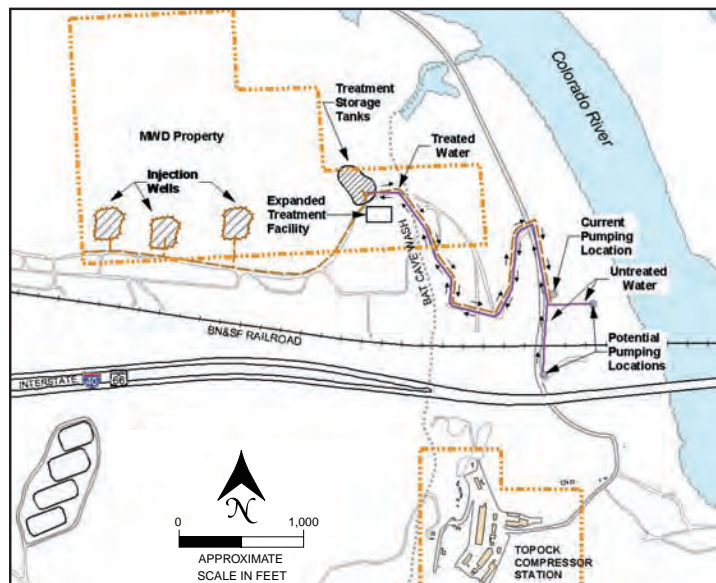 Treatment
Storage
Tanks
Colorado River
MWD Property
Treated
Water
Injection
Wells
Expanded
Treatment
Facility
Current
Pumping
Location
Untreated
Water
BAT CAVE WASH
BN&SF RAILROAD
Potential
Pumping
Locations
INTERSTATE 40 66
N
0 1,000
APPROXIMATE
SCALE IN FEET
TOPOCK
COMPRESSOR
STATION